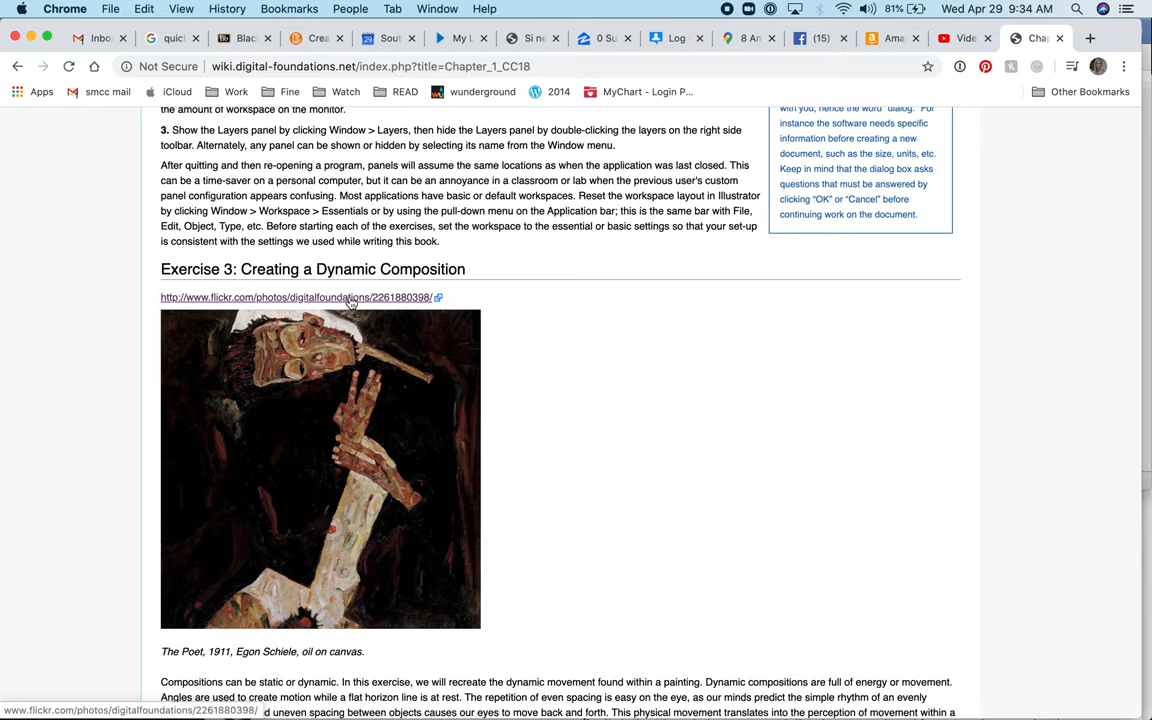 Chrome File Edit View History Bookmarks People Tab Window Help 81% Wed Apr 29 9:34 AM
Inbo quic Blac Crea Sout My L Si ne 0 Su Log 8 An (15) Ama Vide Cha
Not Secure wiki.digital-foundations.net/index.php?title=Chapter_1_CC18
Apps smcc mail iCloud Work Fine Watch READ wunderground 2014 MyChart - Login P... Other Bookmarks
the amount of workspace on the monitor.
3. Show the Layers panel by clicking Window > Layers, then hide the Layers panel by double-clicking the layers on the right side
toolbar. Alternately, any panel can be shown or hidden by selecting its name from the Window menu.
After quitting and then re-opening a program, panels will assume the same locations as when the application was last closed. This
can be a time-saver on a personal computer, but it can be an annoyance in a classroom or lab when the previous user's custom
panel configuration appears confusing. Most applications have basic or default workspaces. Reset the workspace layout in Illustrator
by clicking Window > Workspace > Essentials or by using the pull-down menu on the Application bar; this is the same bar with File,
Edit, Object, Type, etc. Before starting each of the exercises, set the workspace to the essential or basic settings so that your set-up
is consistent with the settings we used while writing this book.
with you, hence the word "dialog." For
instance the software needs specific
information before creating a new
document, such as the size, units, etc.
Keep in mind that the dialog box asks
questions that must be answered by
clicking "OK" or "Cancel" before
continuing work on the document.
Exercise 3: Creating a Dynamic Composition
http://www.flickr.com/photos/digitalfoundations/2261880398/
The Poet, 1911, Egon Schiele, oil on canvas.
Compositions can be static or dynamic. In this exercise, we will recreate the dynamic movement found within a painting. Dynamic compositions are full of energy or movement.
Angles are used to create motion while a flat horizon line is at rest. The repetition of even spacing is easy on the eye, as our minds predict the simple rhythm of an evenly
d uneven spacing between objects causes our eyes to move back and forth. This physical movement translates into the perception of movement within a
www.flickr.com/photos/digitalfoundations/2261880398/